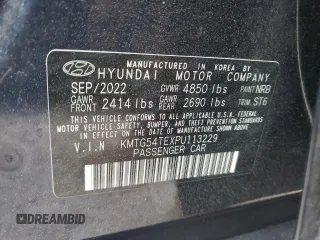 MANUFACTURED IN KOREA BY
HYUNDAI MOTOR COMPANY
SEP/2022 GVWR 4850 lbs PAINT NRB
GAWR FRONT 2414 lbs GAWR REAR 2690 lbs TRIM ST6
THIS VEHICLE CONFORMS TO ALL APPLICABLE U.S.A. FEDERAL
MOTOR VEHICLE SAFETY, BUMPER, AND THEFT PREVENTION
STANDARDS IN EFFECT ON THE DATE OF MANUFACTURE SHOWN ABOVE.
V.I.N KMTG54TEXPU113229
PASSENGER CAR
DREAMBID